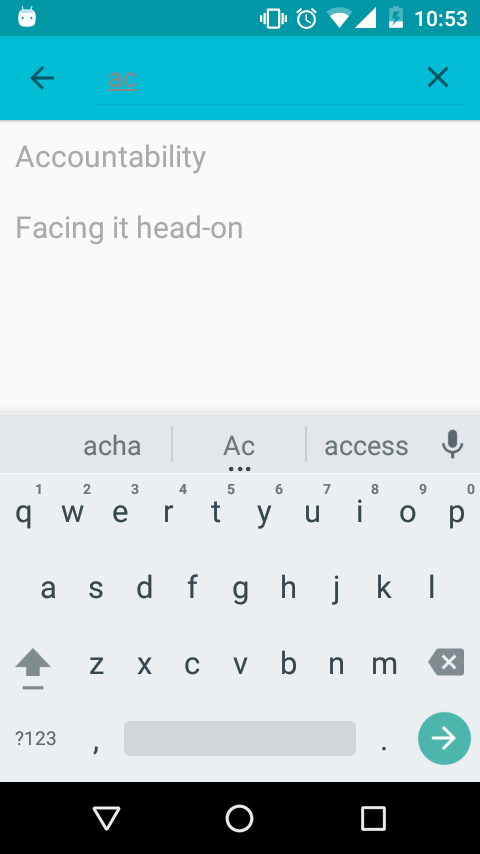 10:53
ac
Accountability
Facing it head-on
acha Ac access
1 2 3 4 5 6 7 8 9 0
q w e r t y u i o p
a s d f g h j k l
z x c v b n m
?123 , .